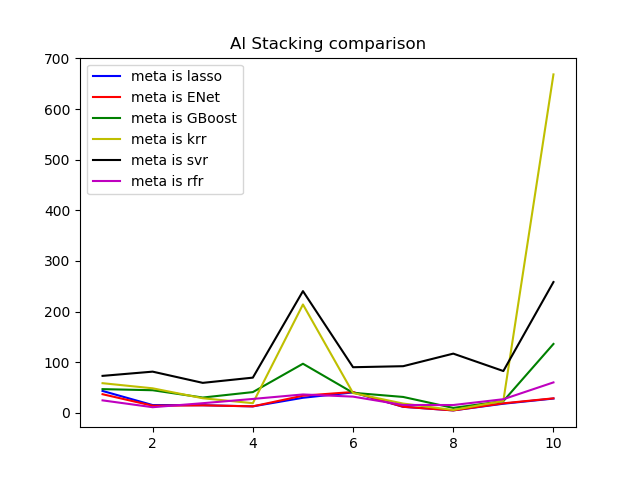 Al Stacking comparison
700
600
500
400
300
200
100
0
meta is lasso
meta is ENet
meta is GBoost
meta is krr
meta is svr
meta is rfr
2
4
6
8
10